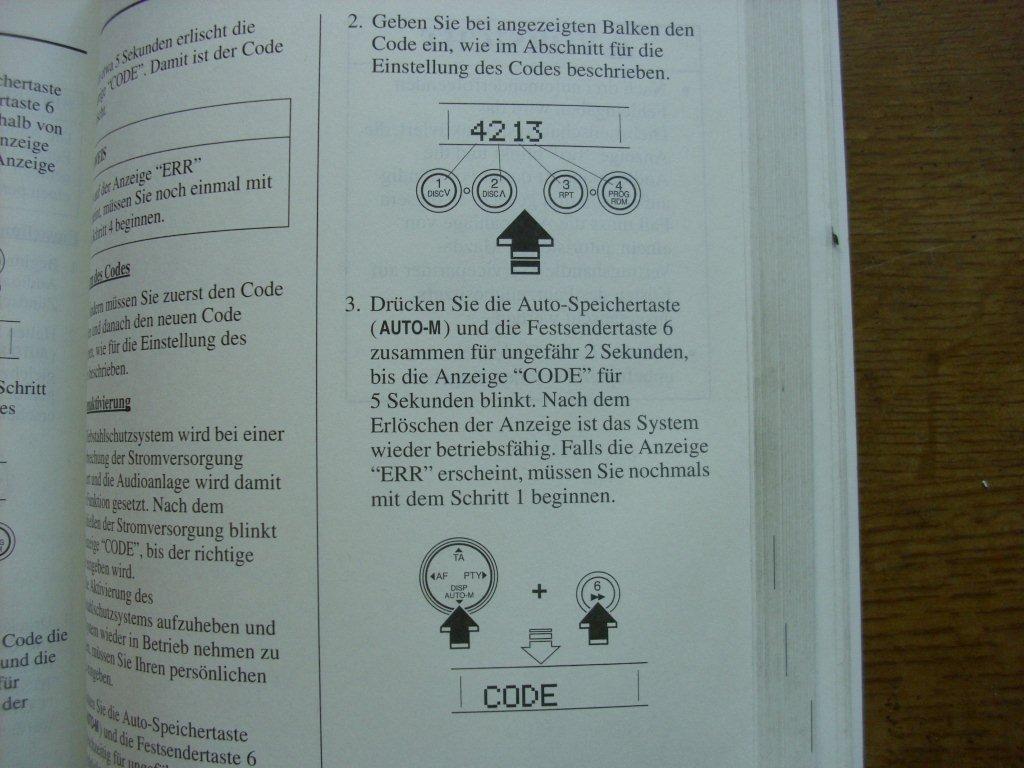 chertaste
rtaste 6
halb von
nzeige
Anzeige
Schritt
es
Code die
und die
für
der
5 Sekunden erlischt die
"CODE". Damit ist der Code
der Anzeige "ERR"
müssen Sie noch einmal mit
4 beginnen.
des Codes
müssen Sie zuerst den Code
und danach den neuen Code
wie für die Einstellung des
beschrieben.
wird bei einer
der Stromversorgung
und die Audioanlage wird damit
gesetzt. Nach dem
der Stromversorgung blinkt
"CODE", bis der richtige
wird.
Aktivierung des
aufzuheben und
wieder in Betrieb nehmen zu
müssen Sie Ihren persönlichen
Sie die Auto-Speichertaste
und die Festsendertaste 6
2. Geben Sie bei angezeigten Balken den
Code ein, wie im Abschnitt für die
Einstellung des Codes beschrieben.
4213
1 DISC∨ 2 DISC∧ 3 RPT 4 PROG RDM
3. Drücken Sie die Auto-Speichertaste
(AUTO-M) und die Festsendertaste 6
zusammen für ungefähr 2 Sekunden,
bis die Anzeige "CODE" für
5 Sekunden blinkt. Nach dem
Erlöschen der Anzeige ist das System
wieder betriebsfähig. Falls die Anzeige
"ERR" erscheint, müssen Sie nochmals
mit dem Schritt 1 beginnen.
TA
AF PTY
DISP
AUTO-M
+
6
CODE